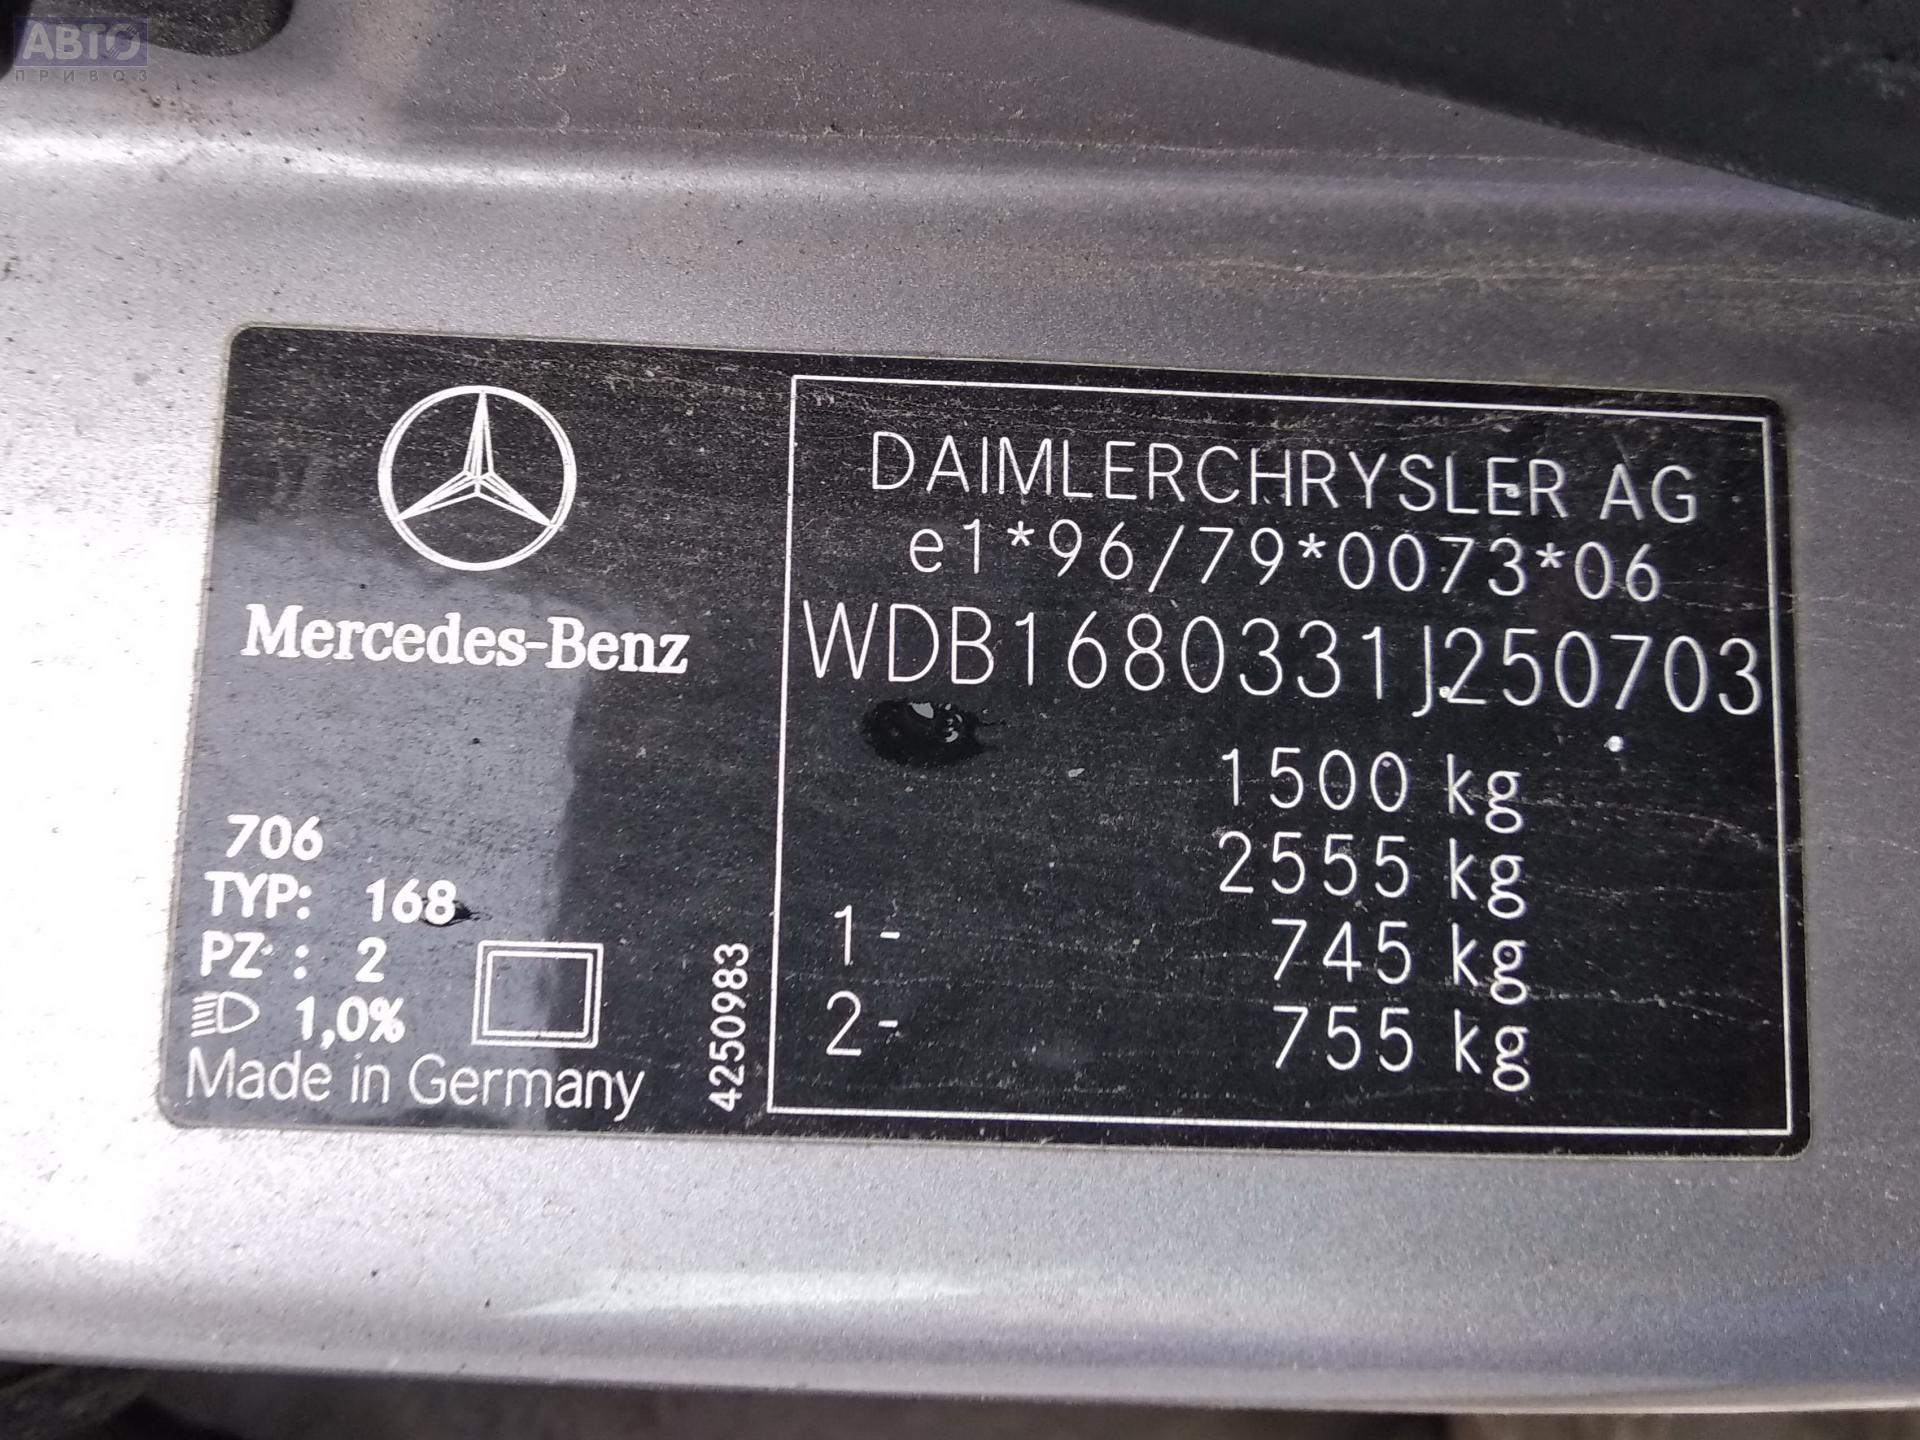 АВТО
ПРИВОЗ
Mercedes-Benz
706
TYP: 168
PZ : 2
1,0%
Made in Germany
4250983
DAIMLERCHRYSLER AG
e1*96/79*0073*06
WDB1680331J250703
1500 kg
2555 kg
1- 745 kg
2- 755 kg